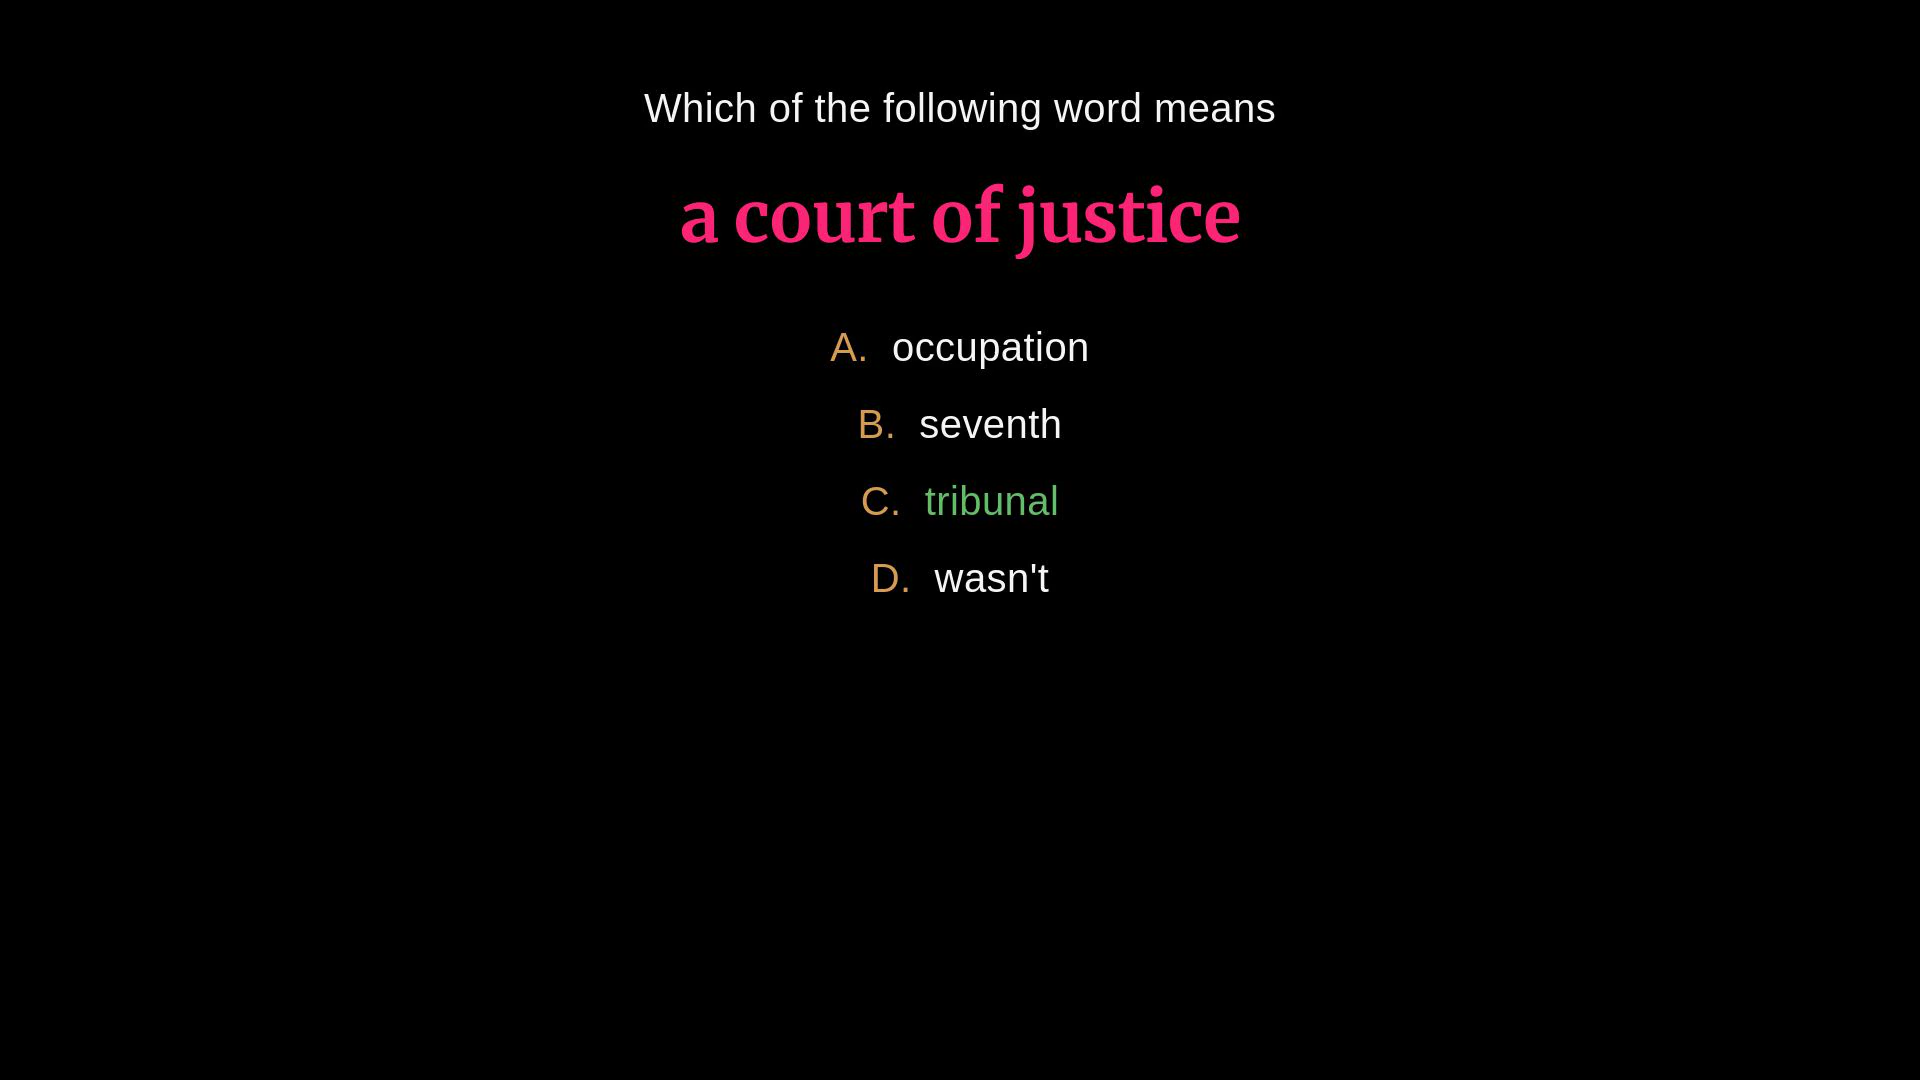 Which of the following word means
a court of justice
A. occupation
B. seventh
C. tribunal
D. wasn't